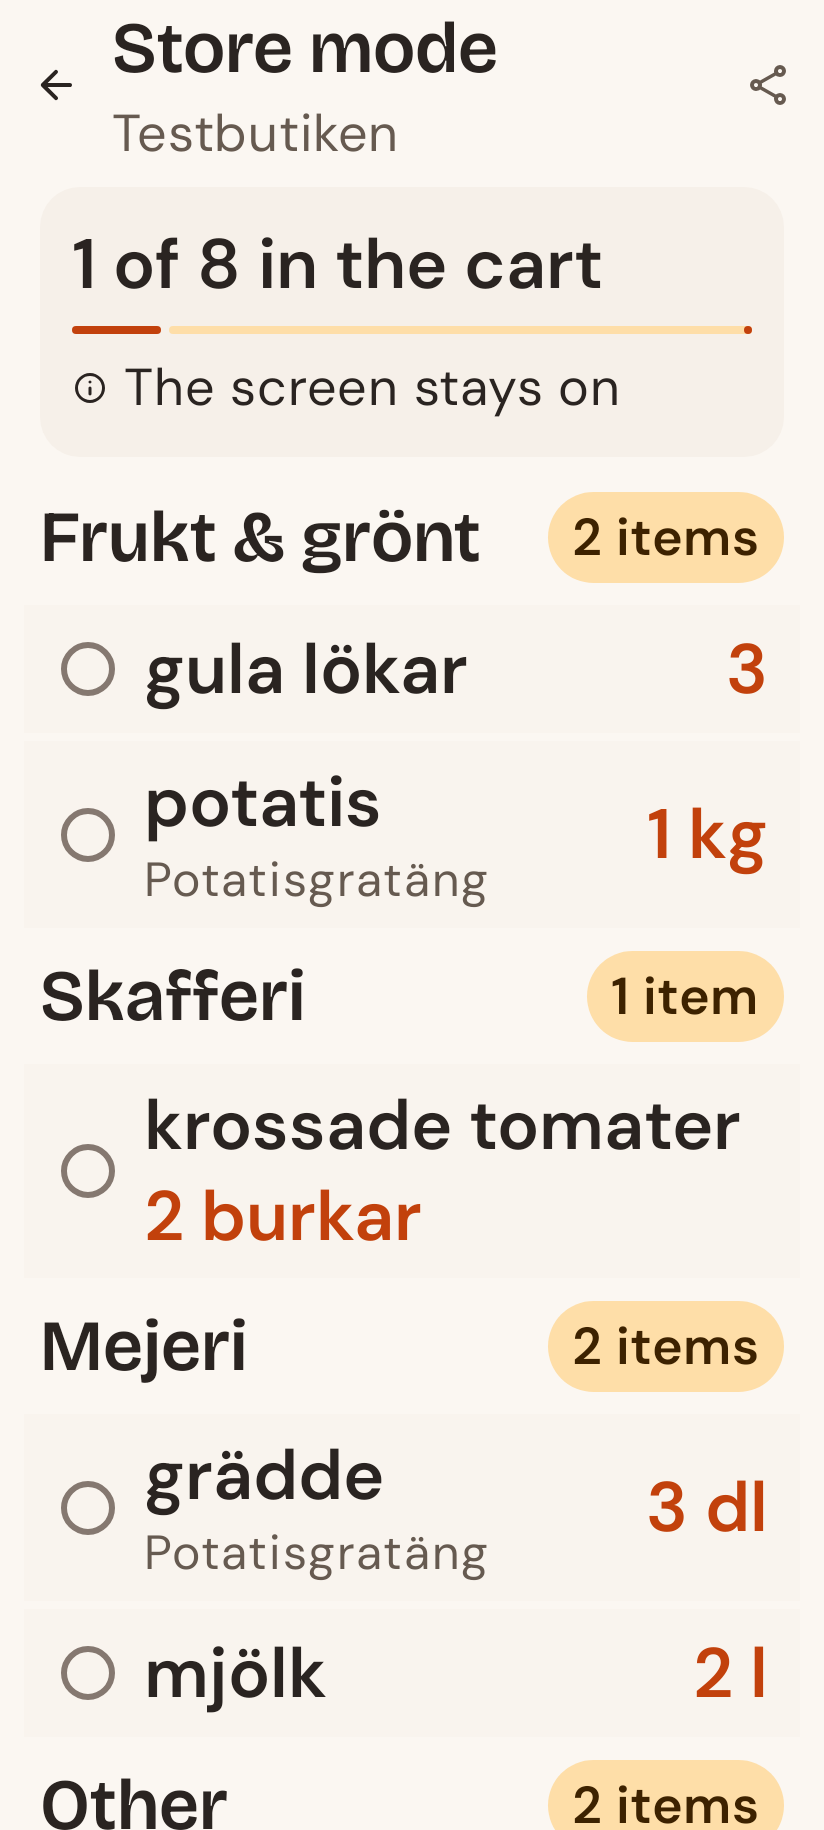 Store mode
Testbutiken
1 of 8 in the cart
The screen stays on
Frukt & grönt
2 items
gula lökar
3
potatis
1 kg
Potatisgratäng
Skafferi
1 item
krossade tomater
2 burkar
Mejeri
2 items
grädde
3 dl
Potatisgratäng
mjölk
2 l
Other
2 items